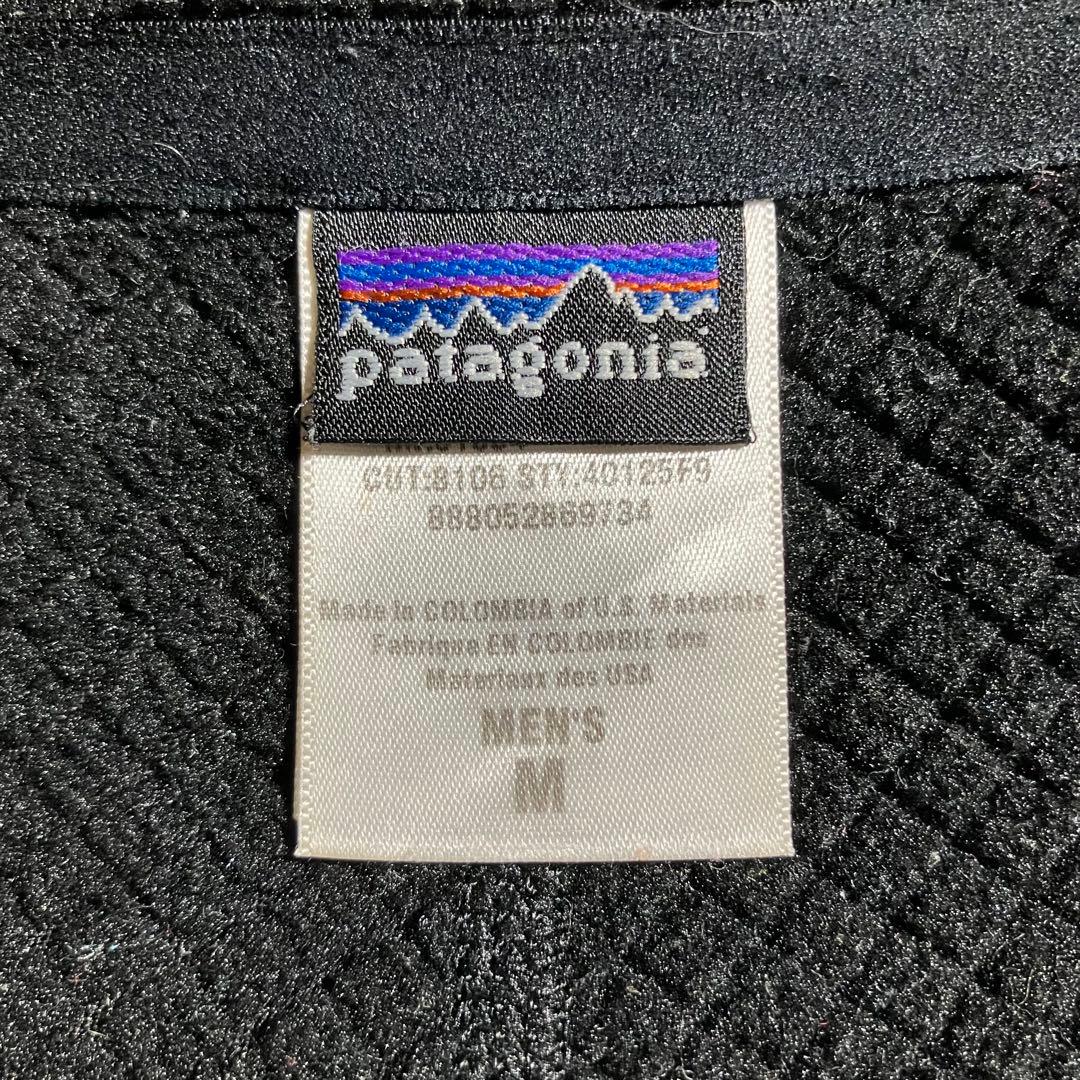 patagonia
CUT:8106 STY:40125F9
888052869734
Made in COLOMBIA of U.S. Materials
Fabrique EN COLOMBIE des
Materiaux des USA
MEN'S
M